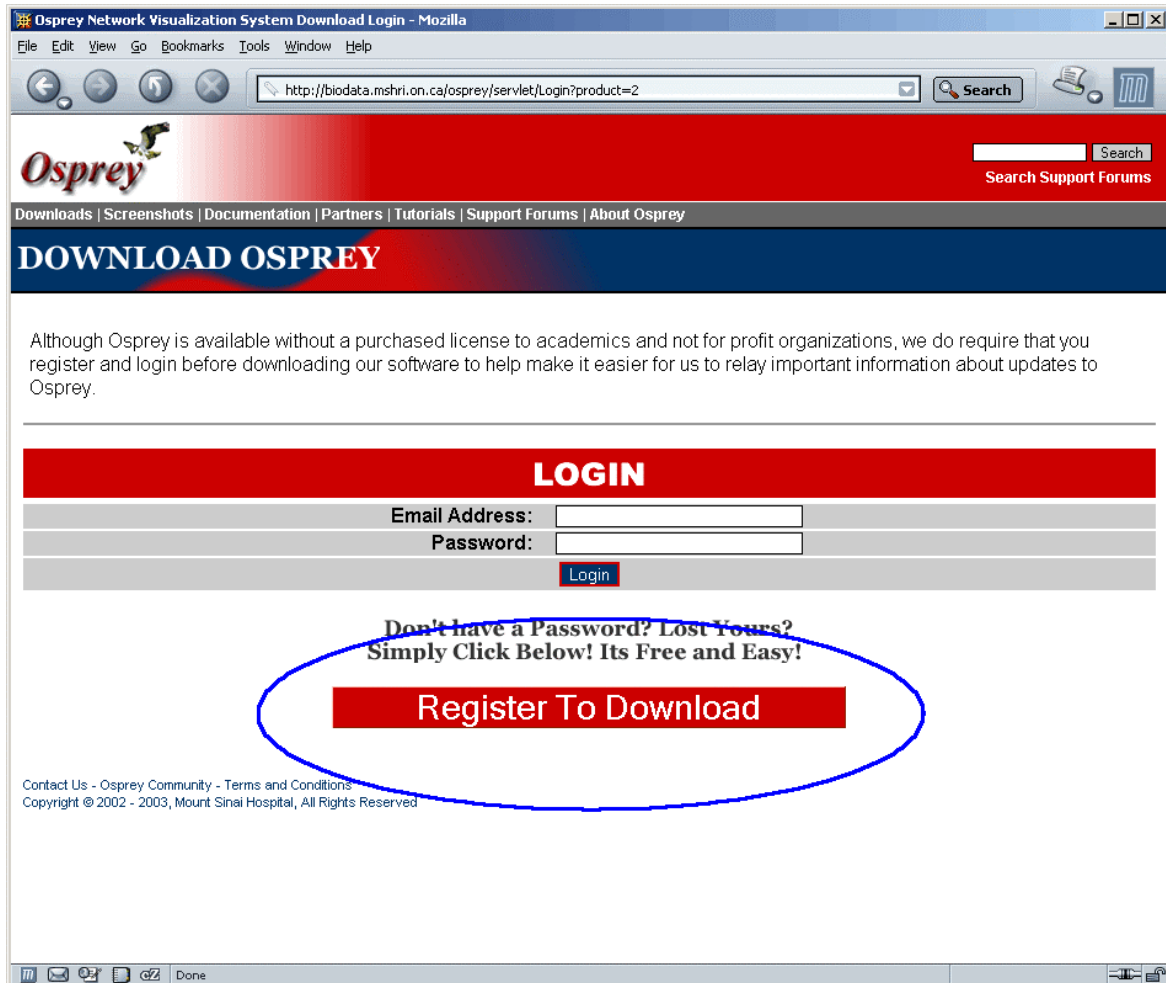 Osprey Network Visualization System Download Login - Mozilla
File Edit View Go Bookmarks Tools Window Help
http://biodata.mshri.on.ca/osprey/servlet/Login?product=2
Search
Osprey
Search
Search Support Forums
Downloads | Screenshots | Documentation | Partners | Tutorials | Support Forums | About Osprey
DOWNLOAD OSPREY
Although Osprey is available without a purchased license to academics and not for profit organizations, we do require that you
register and login before downloading our software to help make it easier for us to relay important information about updates to
Osprey.
LOGIN
Email Address:
Password:
Login
Don't have a Password? Lost Yours?
Simply Click Below! Its Free and Easy!
Register To Download
Contact Us - Osprey Community - Terms and Conditions
Copyright © 2002 - 2003, Mount Sinai Hospital, All Rights Reserved
Done